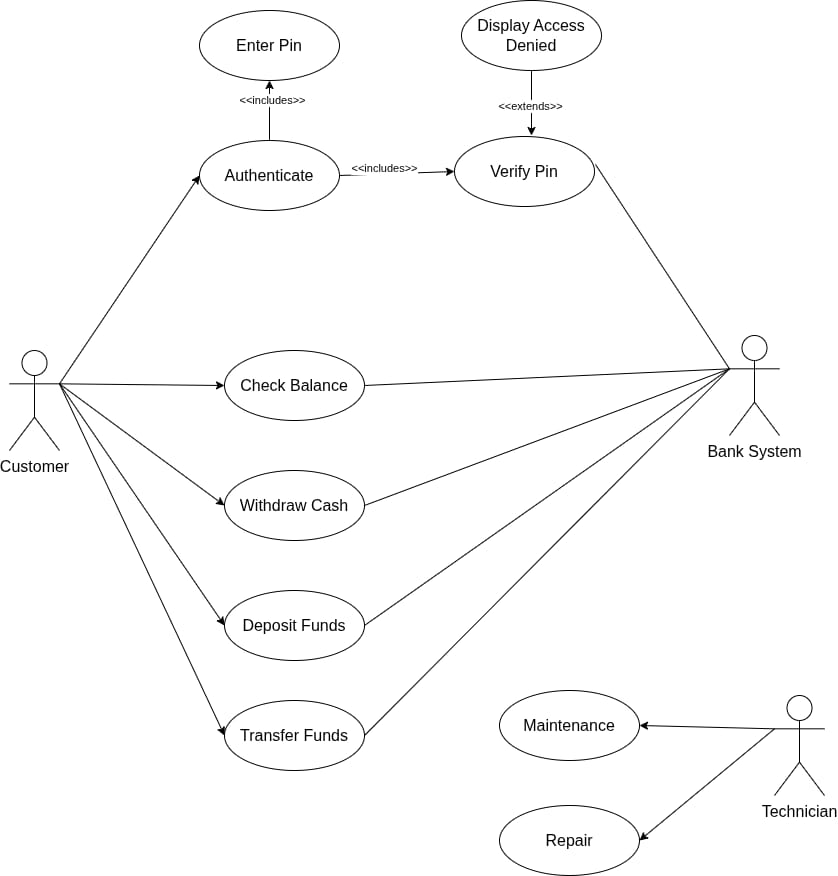 Enter Pin
Display Access
Denied
<<includes>>
<<extends>>
Authenticate
<<includes>>
Verify Pin
Check Balance
Customer
Bank System
Withdraw Cash
Deposit Funds
Transfer Funds
Maintenance
Technician
Repair